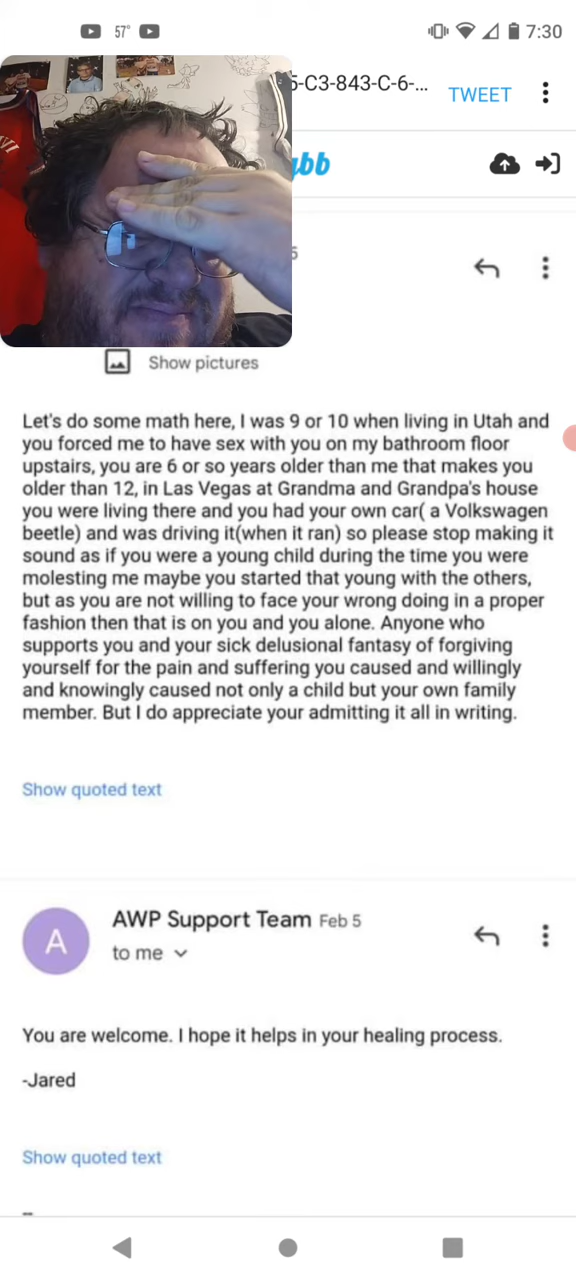 57° 7:30
5-C3-843-C-6-... TWEET
Show pictures
Let's do some math here, I was 9 or 10 when living in Utah and
you forced me to have sex with you on my bathroom floor
upstairs, you are 6 or so years older than me that makes you
older than 12, in Las Vegas at Grandma and Grandpa's house
you were living there and you had your own car( a Volkswagen
beetle) and was driving it(when it ran) so please stop making it
sound as if you were a young child during the time you were
molesting me maybe you started that young with the others,
but as you are not willing to face your wrong doing in a proper
fashion then that is on you and you alone. Anyone who
supports you and your sick delusional fantasy of forgiving
yourself for the pain and suffering you caused and willingly
and knowingly caused not only a child but your own family
member. But I do appreciate your admitting it all in writing.
Show quoted text
A
AWP Support Team Feb 5
to me
You are welcome. I hope it helps in your healing process.
-Jared
Show quoted text
--